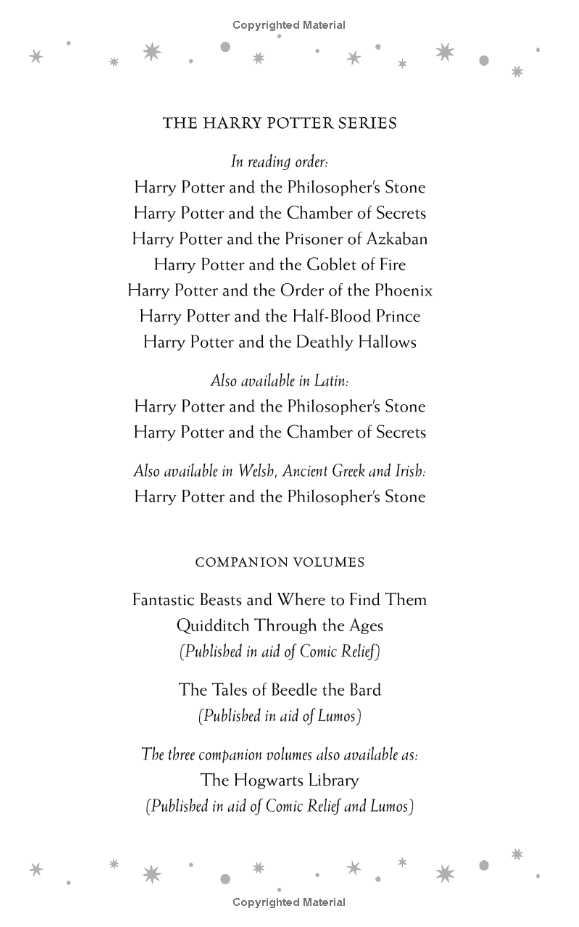 Copyrighted Material
THE HARRY POTTER SERIES
In reading order:
Harry Potter and the Philosopher's Stone
Harry Potter and the Chamber of Secrets
Harry Potter and the Prisoner of Azkaban
Harry Potter and the Goblet of Fire
Harry Potter and the Order of the Phoenix
Harry Potter and the Half-Blood Prince
Harry Potter and the Deathly Hallows
Also available in Latin:
Harry Potter and the Philosopher's Stone
Harry Potter and the Chamber of Secrets
Also available in Welsh, Ancient Greek and Irish:
Harry Potter and the Philosopher's Stone
COMPANION VOLUMES
Fantastic Beasts and Where to Find Them
Quidditch Through the Ages
(Published in aid of Comic Relief)
The Tales of Beedle the Bard
(Published in aid of Lumos)
The three companion volumes also available as:
The Hogwarts Library
(Published in aid of Comic Relief and Lumos)
Copyrighted Material